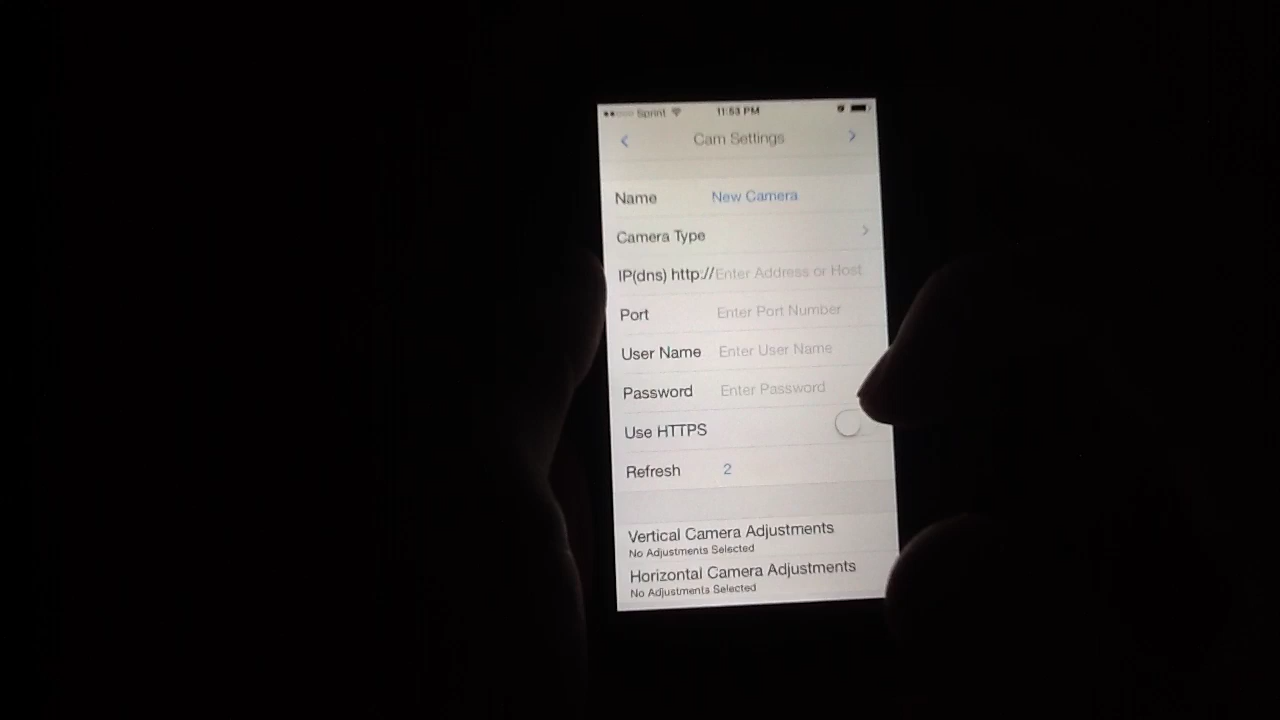 Sprint 11:53 PM
Cam Settings
Name New Camera
Camera Type
IP(dns) http:// Enter Address or Host
Port Enter Port Number
User Name Enter User Name
Password Enter Password
Use HTTPS
Refresh 2
Vertical Camera Adjustments
No Adjustments Selected
Horizontal Camera Adjustments
No Adjustments Selected